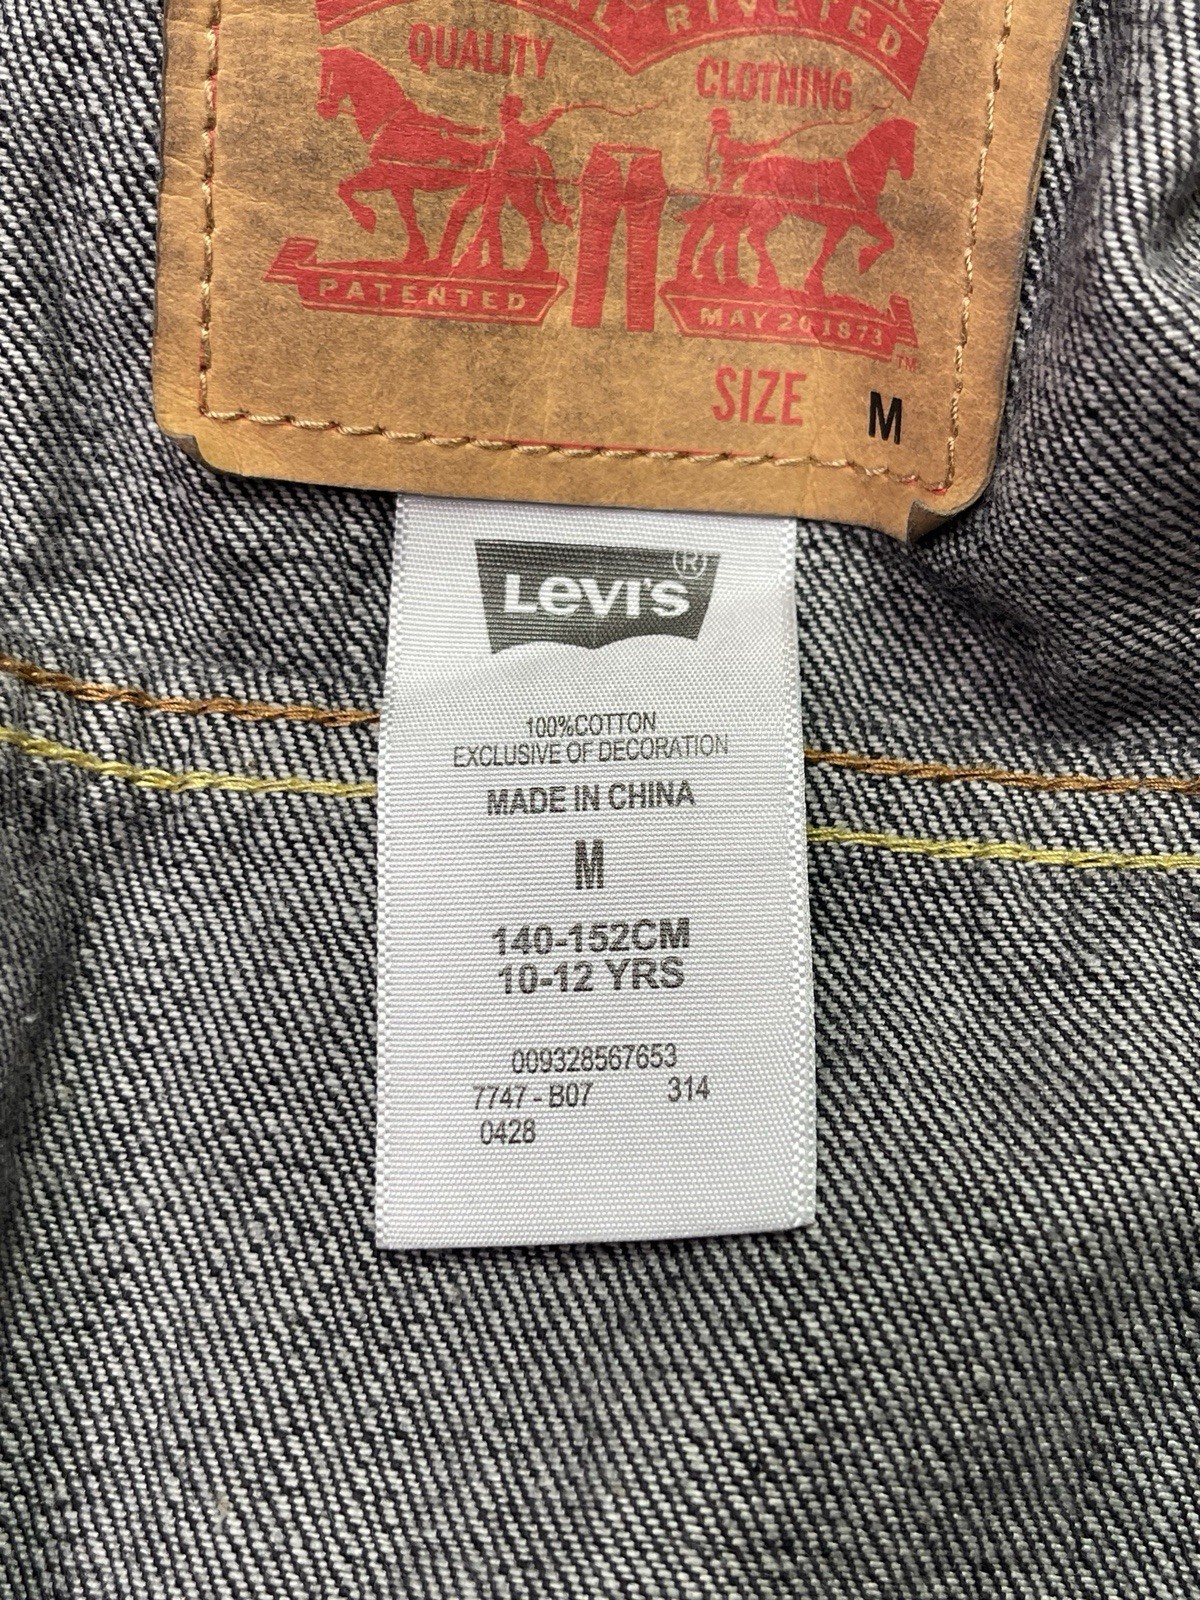 RIVETED
QUALITY
CLOTHING
PATENTED
MAY 20 1873
TM
SIZE M
LEVI'S
(R)
100%COTTON
EXCLUSIVE OF DECORATION
MADE IN CHINA
M
140-152CM
10-12 YRS
009328567653
7747 - B07 314
0428